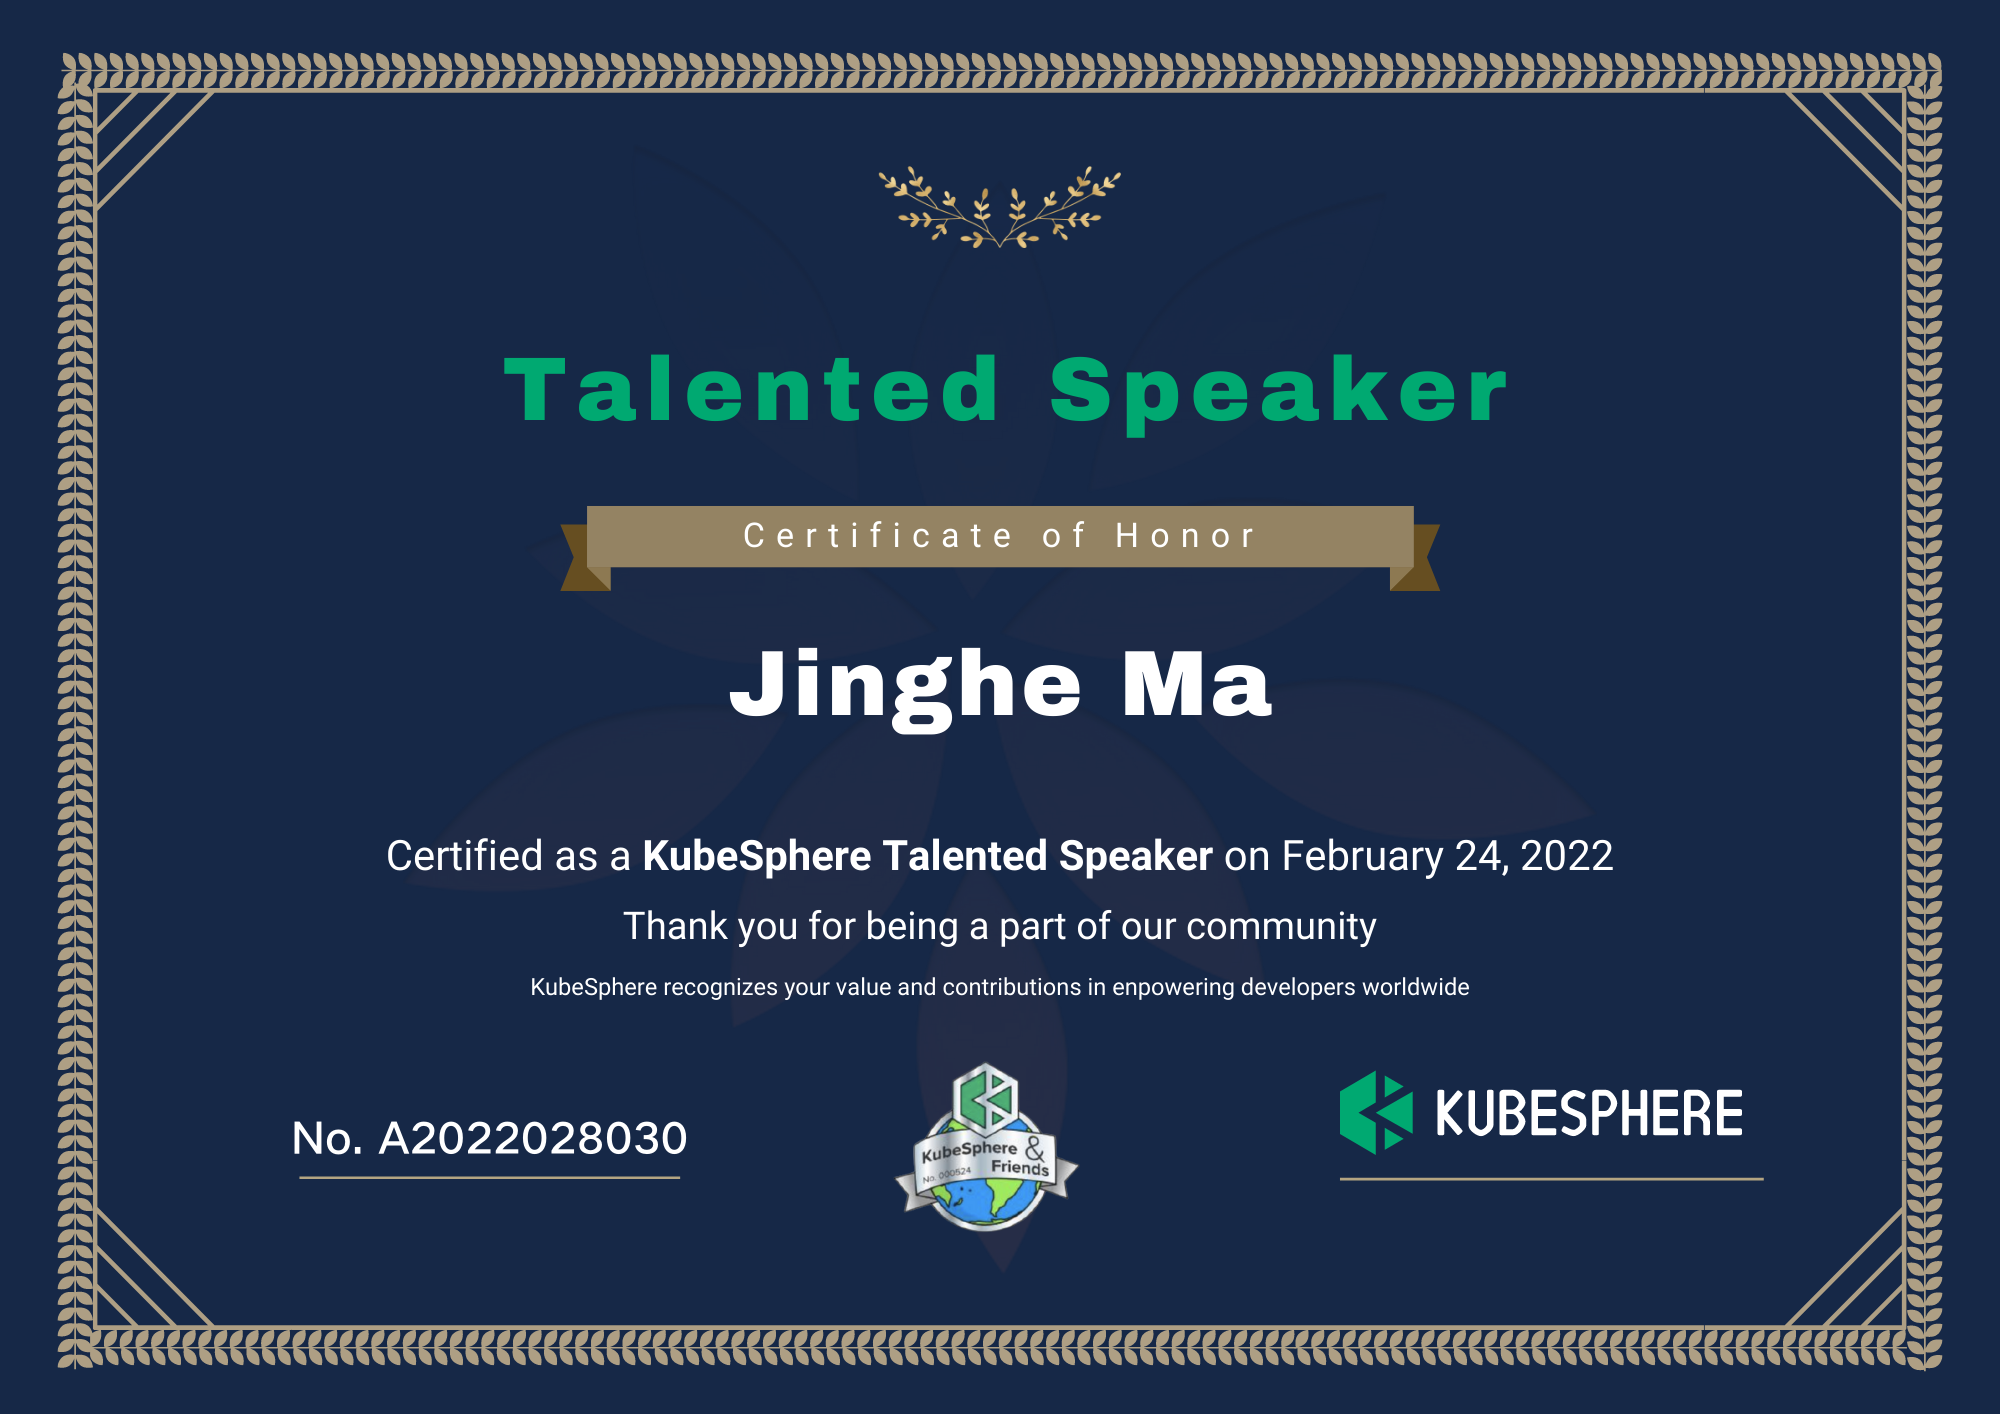 Talented Speaker
Certificate of Honor
Jinghe Ma
Certified as a KubeSphere Talented Speaker on February 24, 2022
Thank you for being a part of our community
KubeSphere recognizes your value and contributions in enpowering developers worldwide
No. A2022028030
KubeSphere &
No. 000524 Friends
KUBESPHERE